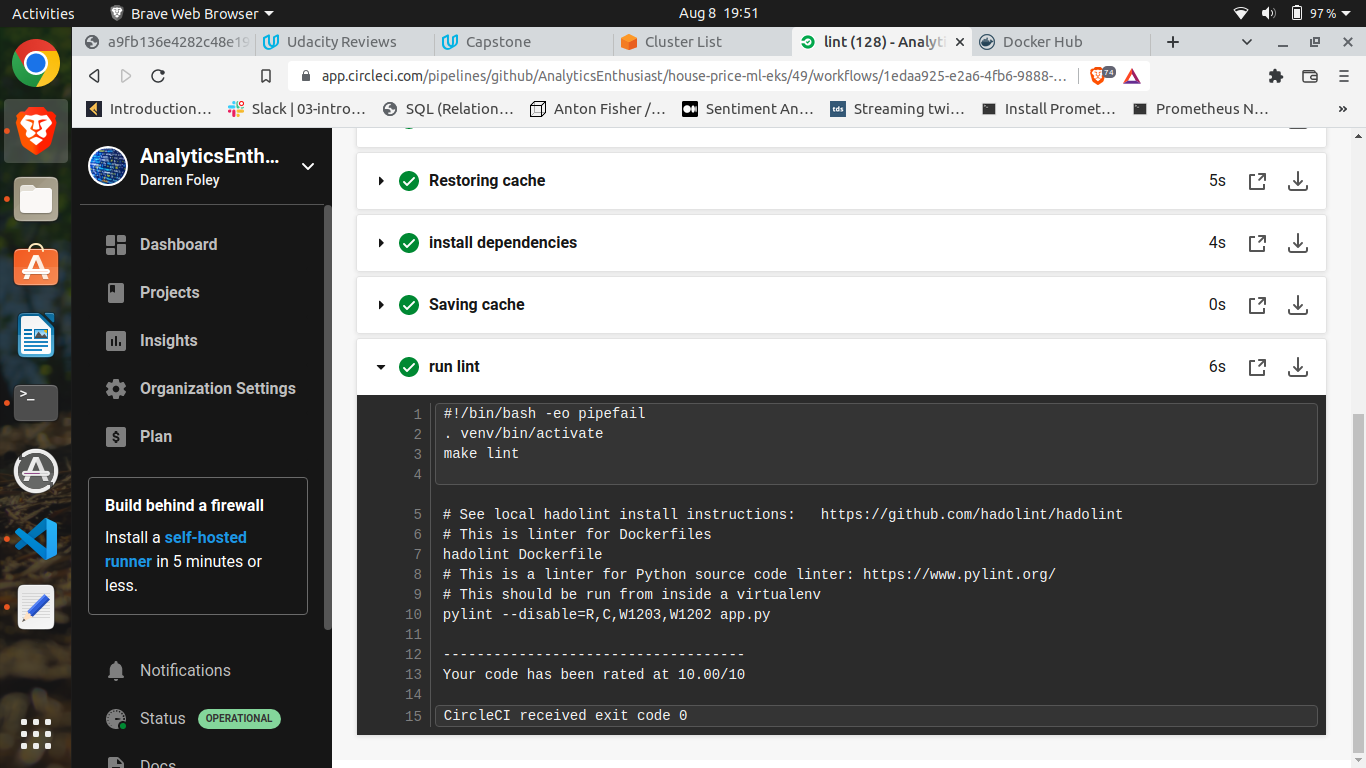 Activities
Brave Web Browser
Aug 8 19:51
97 %
a9fb136e4282c48e19
Udacity Reviews
Capstone
Cluster List
lint (128) - Analyti
Docker Hub
app.circleci.com/pipelines/github/AnalyticsEnthusiast/house-price-ml-eks/49/workflows/1edaa925-e2a6-4fb6-9888-...
74
Introduction...
Slack | 03-intro...
SQL (Relation...
Anton Fisher /...
Sentiment An...
tds
Streaming twi...
Install Promet...
Prometheus N...
»
AnalyticsEnth...
Darren Foley
Dashboard
Projects
Insights
Organization Settings
Plan
Build behind a firewall
Install a self-hosted
runner in 5 minutes or
less.
Notifications
Status
OPERATIONAL
Docs
Restoring cache
5s
install dependencies
4s
Saving cache
0s
run lint
6s
1 #!/bin/bash -eo pipefail
2 . venv/bin/activate
3 make lint
4
5 # See local hadolint install instructions:   https://github.com/hadolint/hadolint
6 # This is linter for Dockerfiles
7 hadolint Dockerfile
8 # This is a linter for Python source code linter: https://www.pylint.org/
9 # This should be run from inside a virtualenv
10 pylint --disable=R,C,W1203,W1202 app.py
11
12 ------------------------------------
13 Your code has been rated at 10.00/10
14
15 CircleCI received exit code 0